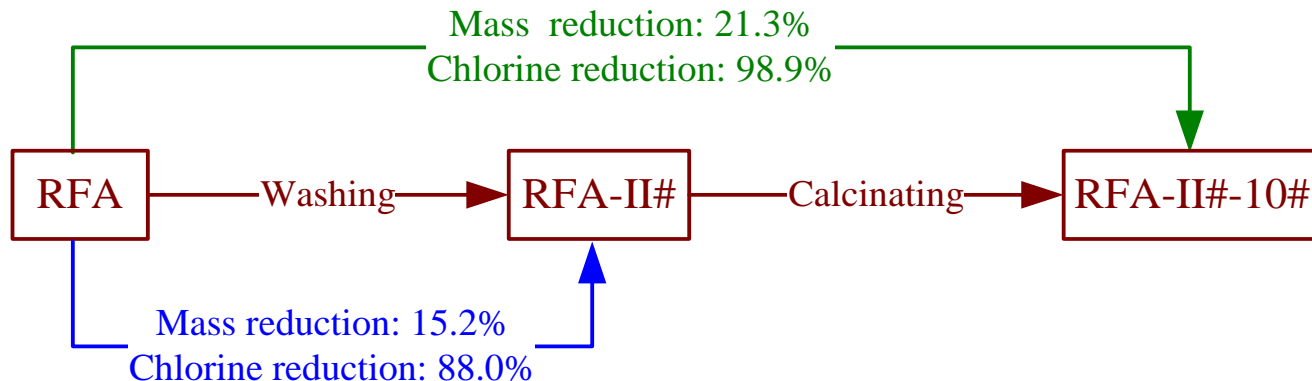 Mass reduction: 21.3%
Chlorine reduction: 98.9%
RFA
Washing
RFA-II#
Calcinating
RFA-II#-10#
Mass reduction: 15.2%
Chlorine reduction: 88.0%